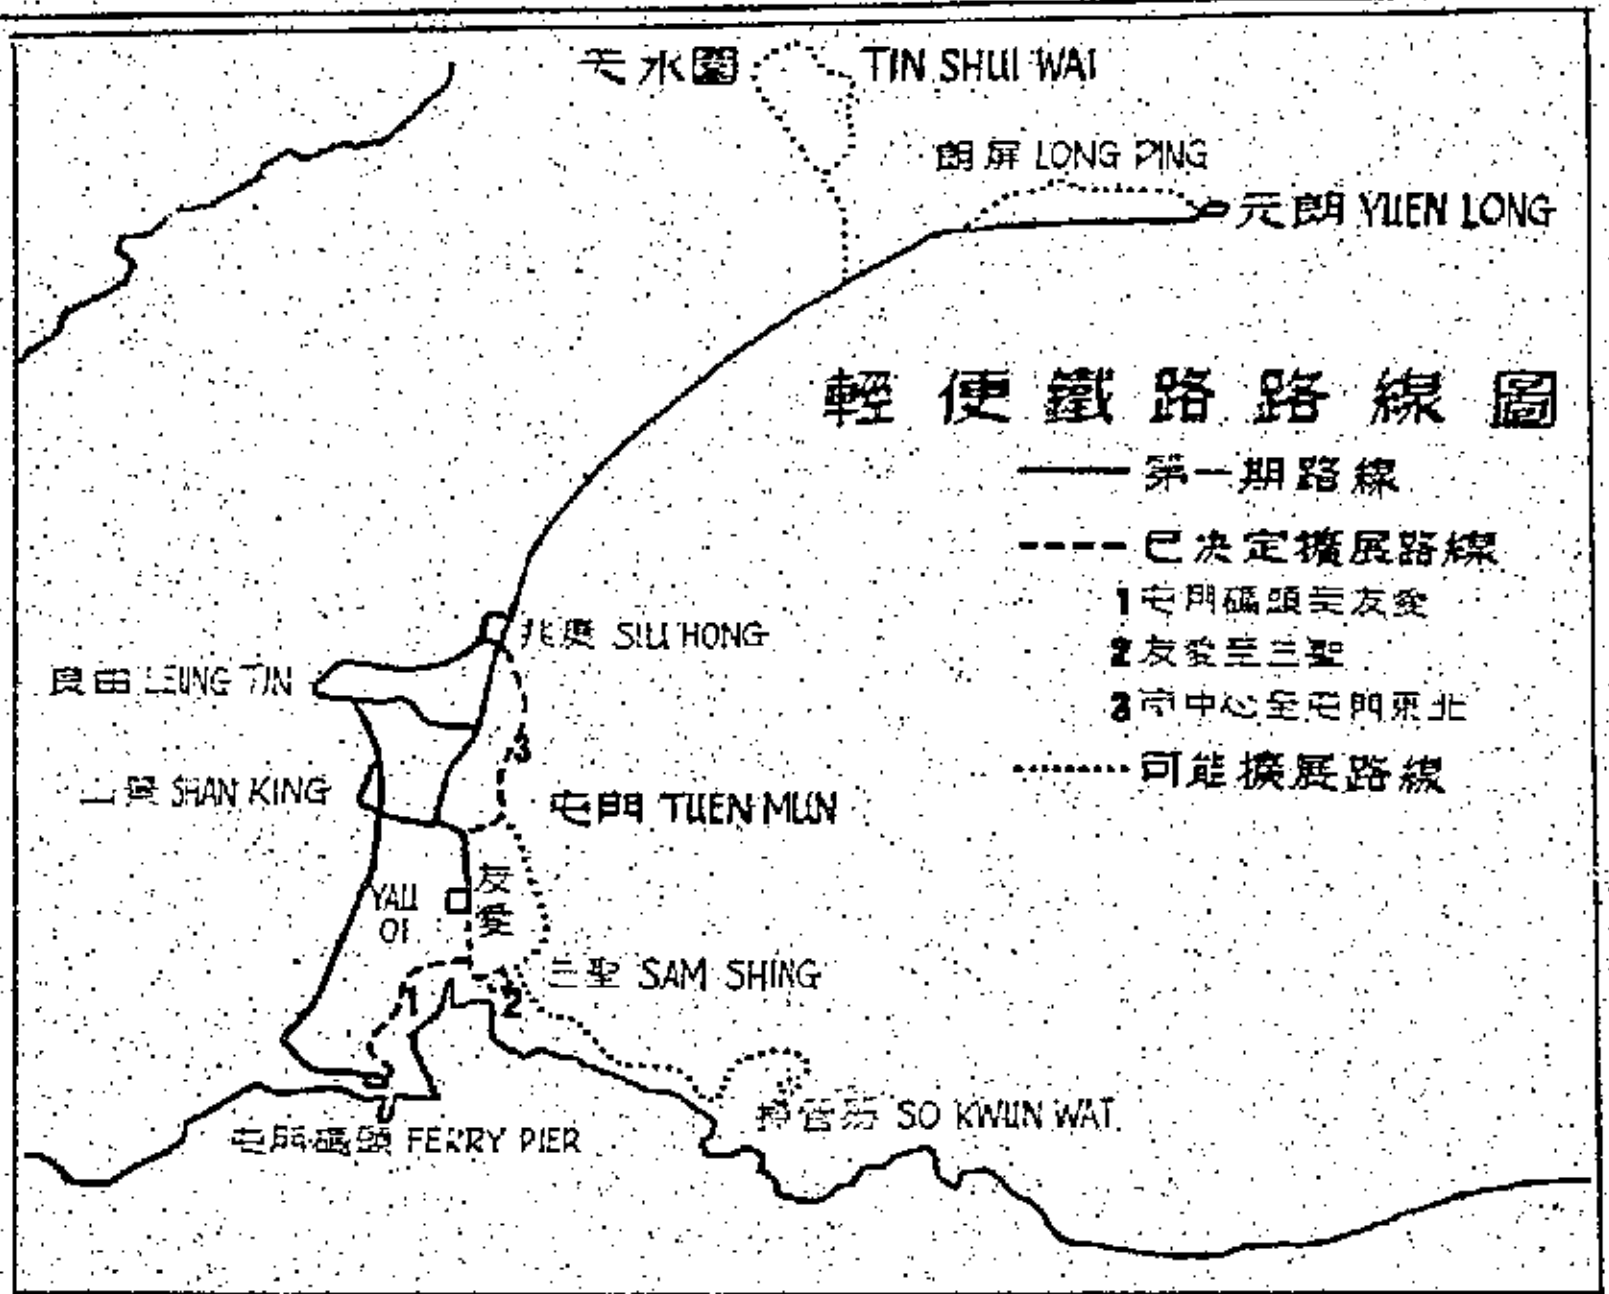 天水圍 TIN SHUI WAI
朗屏 LONG PING
元朗 YUEN LONG
輕便鐵路路線圖
第一期路線
已決定擴展路線
1 屯門碼頭至友愛
2 友愛至三聖
3 市中心至屯門東北
可能擴展路線
兆康 SIU HONG
良田 LEUNG TIN
3
山景 SHAN KING
屯門 TUEN MUN
YAU OI
友愛
三聖 SAM SHING
1
2
掃管笏 SO KWUN WAT
屯門碼頭 FERRY PIER